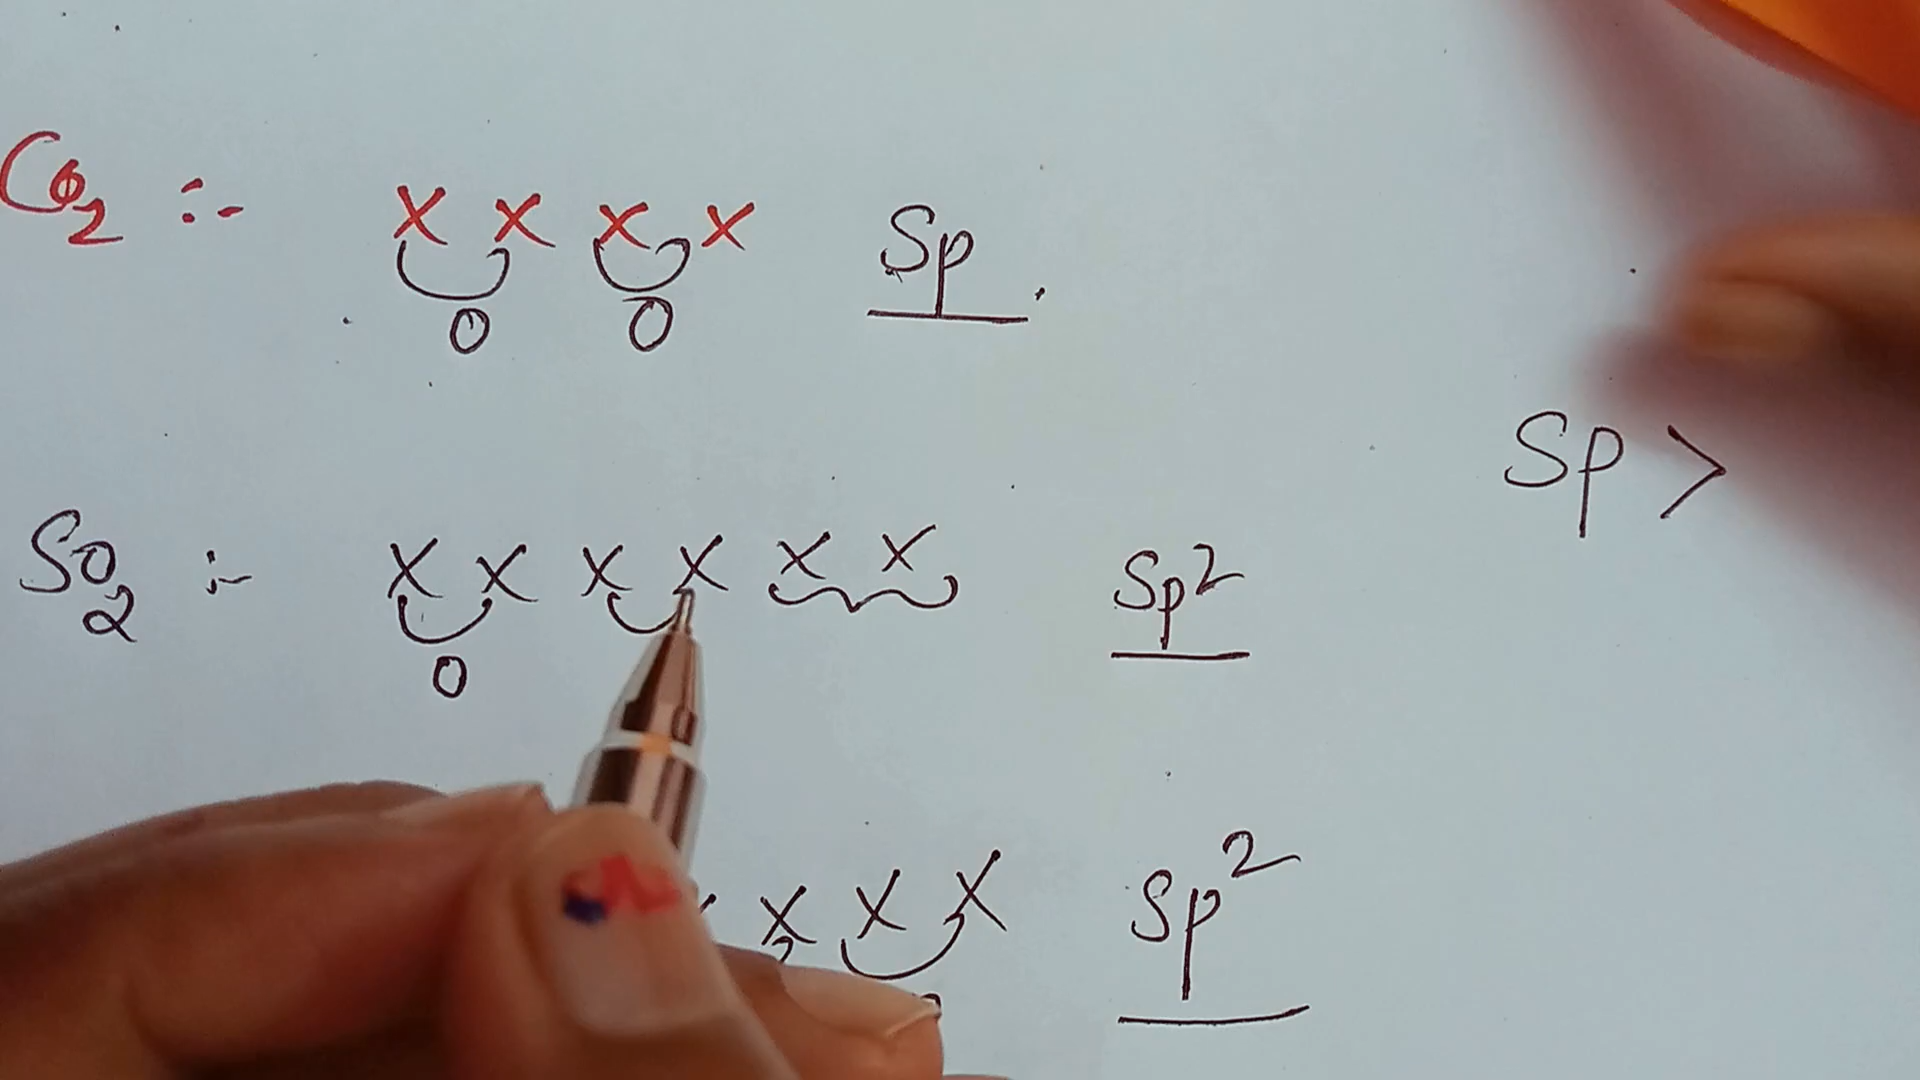 CO2 :- X X X X Sp.
O O
Sp >
SO2 :- X X X X X X Sp2
O
X X X Sp2